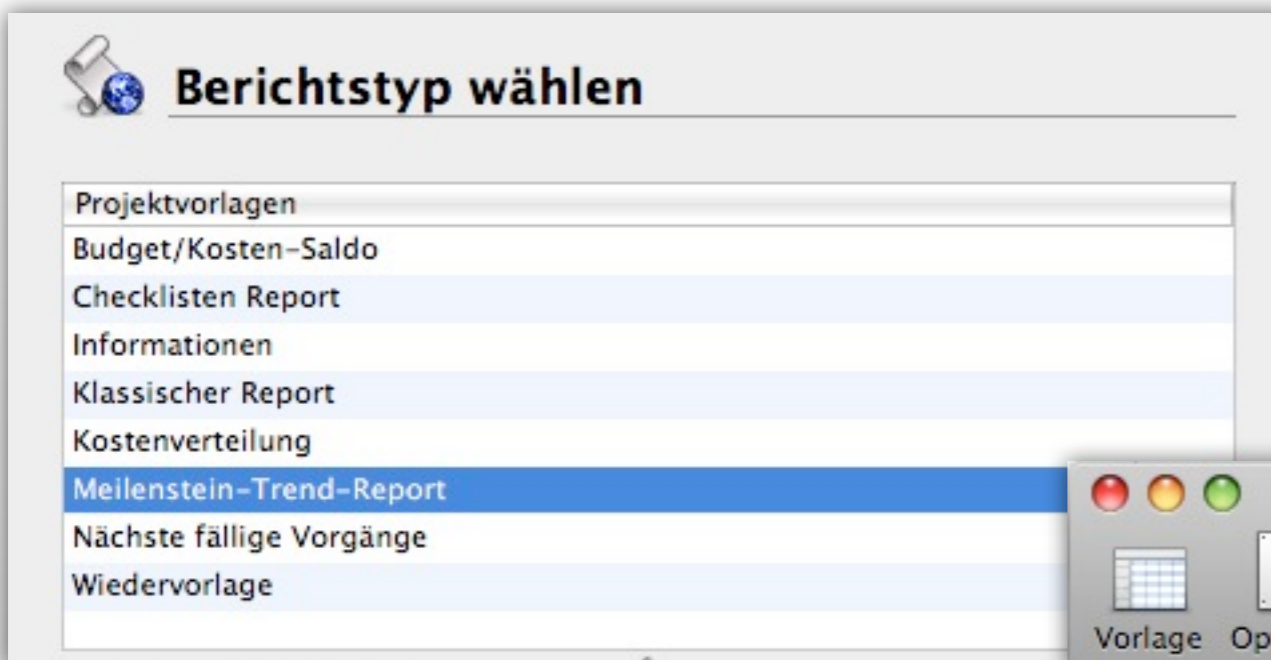 Berichtstyp wählen
Projektvorlagen
Budget/Kosten-Saldo
Checklisten Report
Informationen
Klassischer Report
Kostenverteilung
Meilenstein-Trend-Report
Nächste fällige Vorgänge
Wiedervorlage
Vorlage